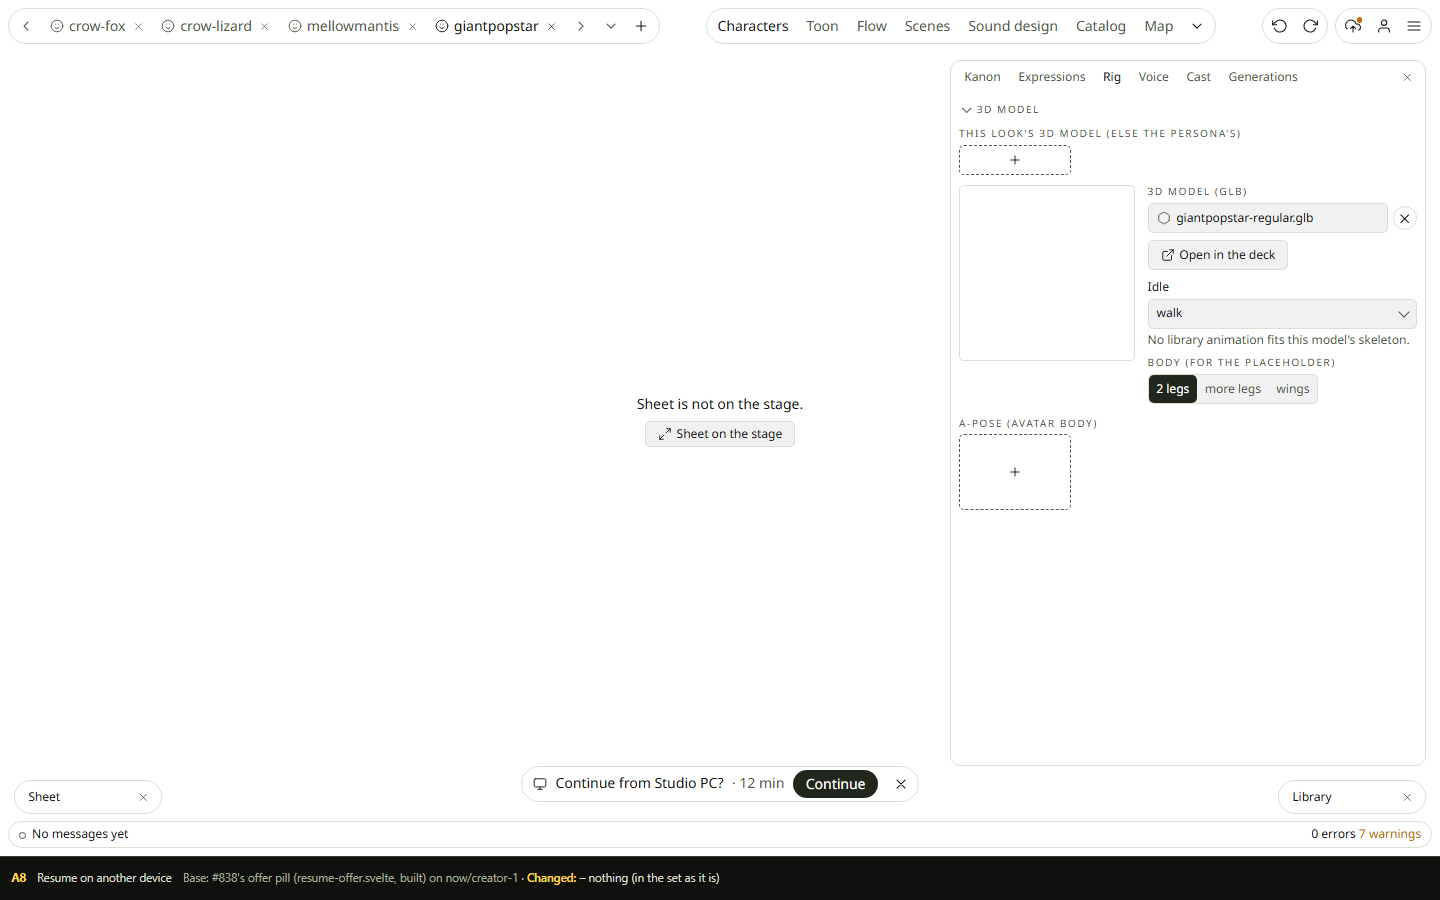 crow-fox crow-lizard mellowmantis giantpopstar
Characters Toon Flow Scenes Sound design Catalog Map
Kanon Expressions Rig Voice Cast Generations
3D MODEL
THIS LOOK'S 3D MODEL (ELSE THE PERSONA'S)
3D MODEL (GLB)
giantpopstar-regular.glb
Open in the deck
Idle
walk
No library animation fits this model's skeleton.
BODY (FOR THE PLACEHOLDER)
2 legs more legs wings
A-POSE (AVATAR BODY)
Sheet is not on the stage.
Sheet on the stage
Continue from Studio PC? · 12 min Continue
Sheet
Library
No messages yet
0 errors 7 warnings
A8 Resume on another device Base: #838's offer pill (resume-offer.svelte, built) on now/creator-1 · Changed: – nothing (in the set as it is)